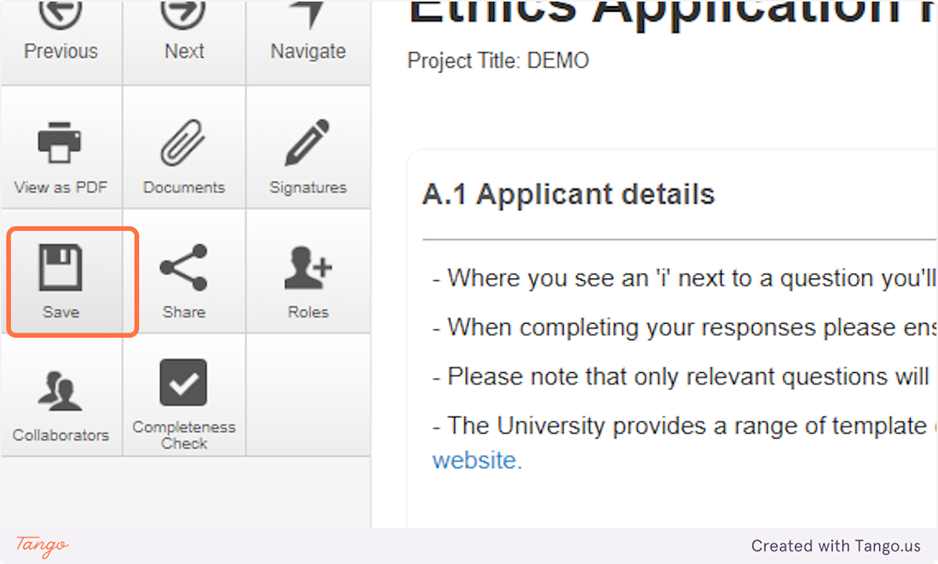 Ethics Application
Project Title: DEMO
Previous
Next
Navigate
View as PDF
Documents
Signatures
Save
Share
Roles
Collaborators
Completeness
Check
A.1 Applicant details
- Where you see an 'i' next to a question you'll
- When completing your responses please ens
- Please note that only relevant questions will
- The University provides a range of template
website.
Tango
Created with Tango.us